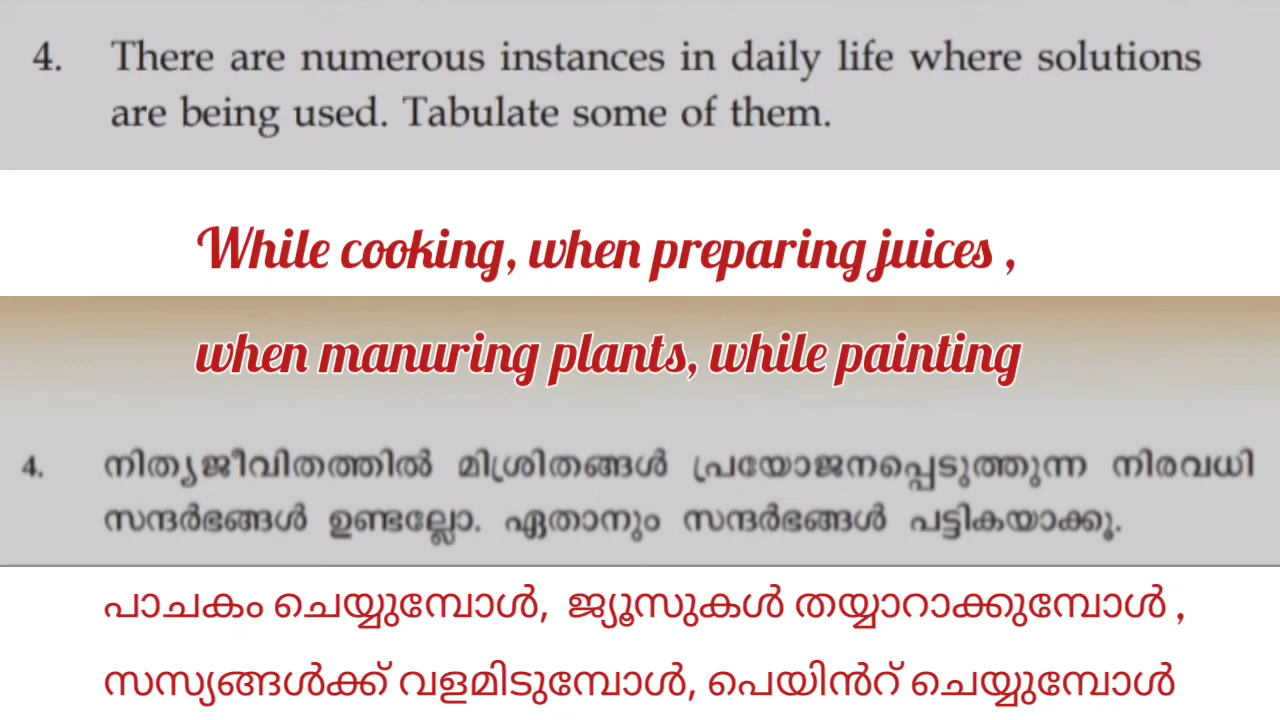 4. There are numerous instances in daily life where solutions
are being used. Tabulate some of them.
While cooking, when preparing juices ,
when manuring plants, while painting
4. നിത്യജീവിതത്തിൽ മിശ്രിതങ്ങൾ പ്രയോജനപ്പെടുത്തുന്ന നിരവധി
സന്ദർഭങ്ങൾ ഉണ്ടല്ലോ. ഏതാനും സന്ദർഭങ്ങൾ പട്ടികയാക്കൂ.
പാചകം ചെയ്യുമ്പോൾ, ജ്യൂസുകൾ തയ്യാറാക്കുമ്പോൾ ,
സസ്യങ്ങൾക്ക് വളമിടുമ്പോൾ, പെയിൻറ് ചെയ്യുമ്പോൾ